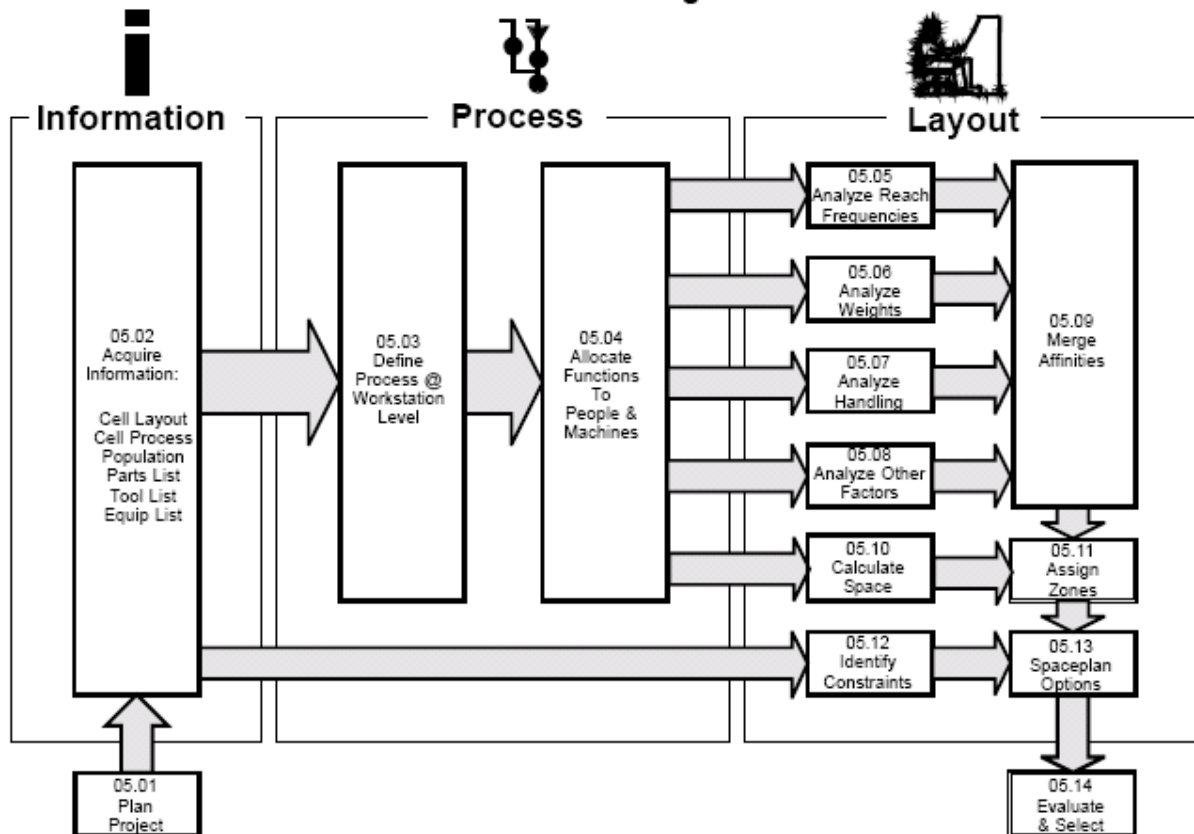 Information
Process
Layout
05.02
Acquire
Information:
Cell Layout
Cell Process
Population
Parts List
Tool List
Equip List
05.03
Define
Process @
Workstation
Level
05.04
Allocate
Functions
To
People &
Machines
05.05
Analyze Reach
Frequencies
05.06
Analyze
Weights
05.07
Analyze
Handling
05.08
Analyze Other
Factors
05.09
Merge
Affinities
05.10
Calculate
Space
05.11
Assign
Zones
05.12
Identify
Constraints
05.13
Spaceplan
Options
05.01
Plan
Project
05.14
Evaluate
& Select